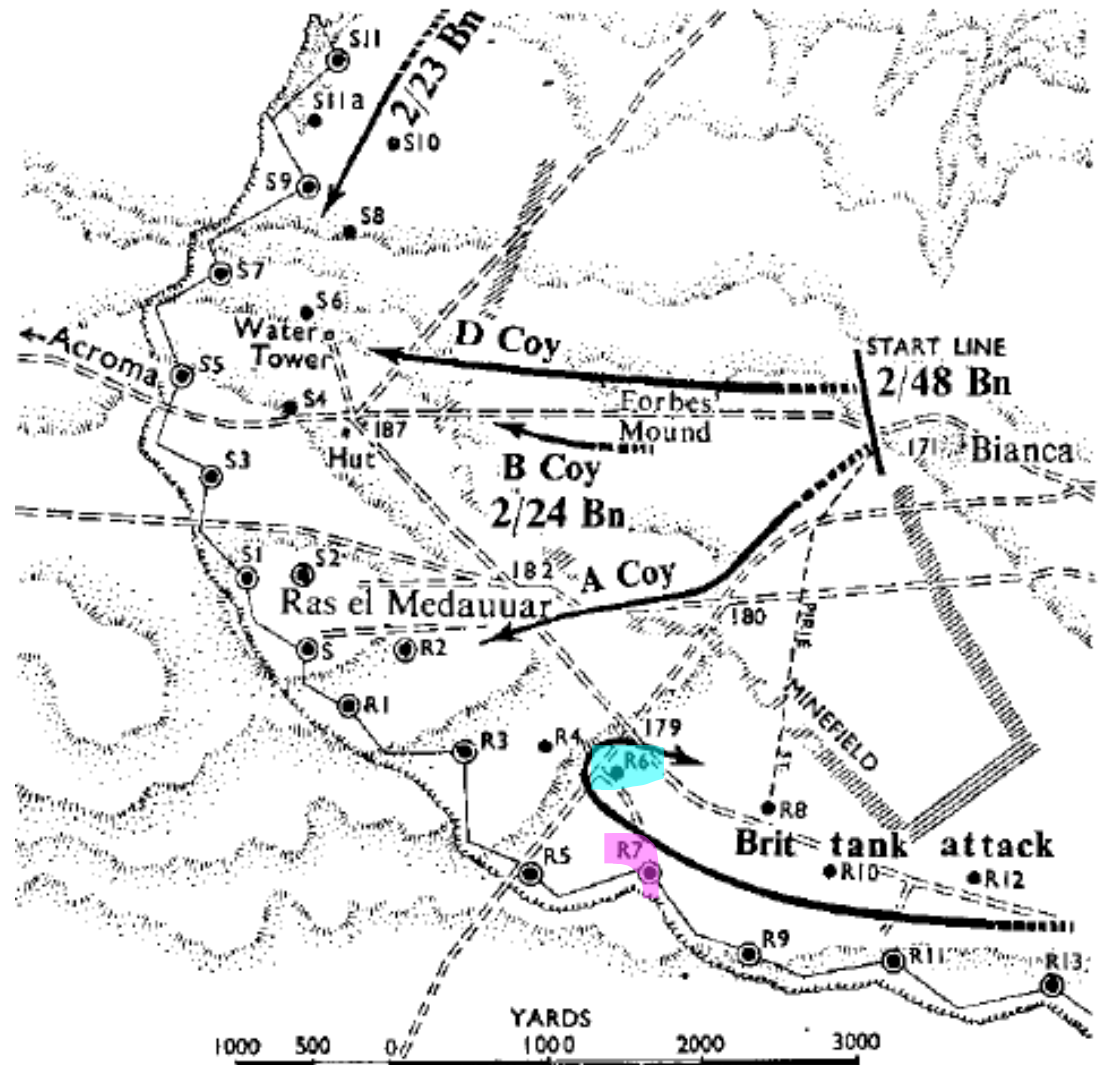 S11
2/23 Bn
S11a
S10
S9
S8
S7
S6
Water
Tower
D Coy
START LINE
2/48 Bn
←Acroma
S5
S4
Forbes'
Mound
187
Hut
171
Bianca
B Coy
2/24 Bn
S3
S1
S2
182
A Coy
Ras el Medauuar
180
PIRIE
ST.
S
R2
MINEFIELD
R1
179
R3
R4
R6
R8
Brit tank attack
R5
R7
R10
R12
R9
R11
R13
YARDS
1000 500 0 1000 2000 3000